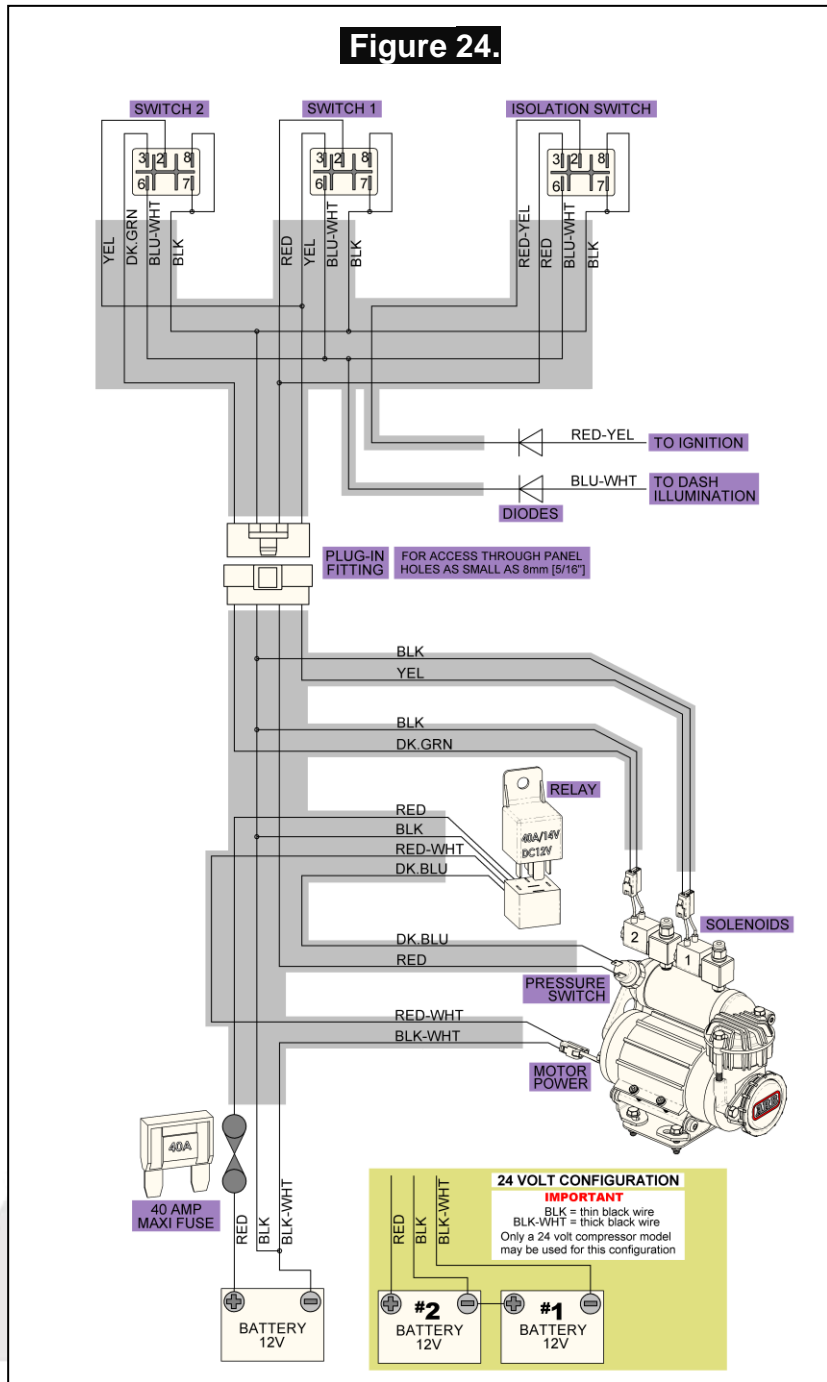 Figure 24.
SWITCH 2
SWITCH 1
ISOLATION SWITCH
3 2 8
6 7
3 2 8
6 7
3 2 8
6 7
YEL
DK.GRN
BLU-WHT
BLK
RED
YEL
BLU-WHT
BLK
RED-YEL
RED
BLU-WHT
BLK
RED-YEL
TO IGNITION
BLU-WHT
TO DASH
ILLUMINATION
DIODES
PLUG-IN
FITTING
FOR ACCESS THROUGH PANEL
HOLES AS SMALL AS 8mm [5/16"]
BLK
YEL
BLK
DK.GRN
RELAY
40A/14V
DC12V
RED
BLK
RED-WHT
DK.BLU
2
1
SOLENOIDS
DK.BLU
RED
PRESSURE
SWITCH
RED-WHT
BLK-WHT
MOTOR
POWER
ARB
40A
40 AMP
MAXI FUSE
RED
BLK
BLK-WHT
BATTERY
12V
24 VOLT CONFIGURATION
IMPORTANT
BLK = thin black wire
BLK-WHT = thick black wire
Only a 24 volt compressor model
may be used for this configuration
RED
BLK
BLK-WHT
#2
BATTERY
12V
#1
BATTERY
12V